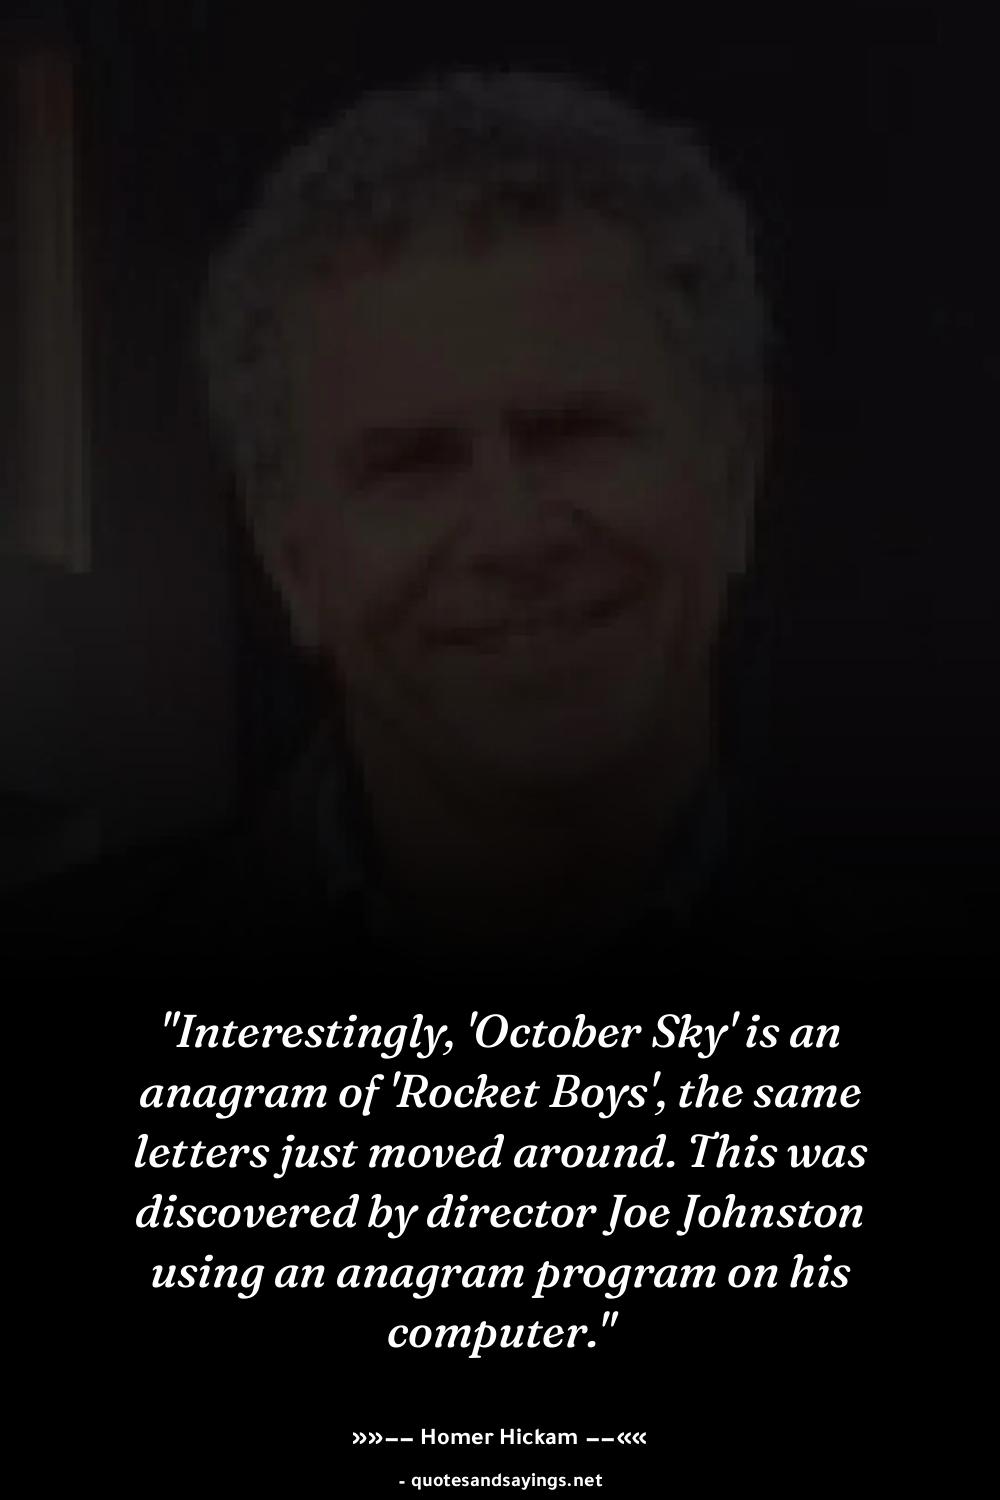 "Interestingly, 'October Sky' is an
anagram of 'Rocket Boys', the same
letters just moved around. This was
discovered by director Joe Johnston
using an anagram program on his
computer."
»»−− Homer Hickam −−««
- quotesandsayings.net